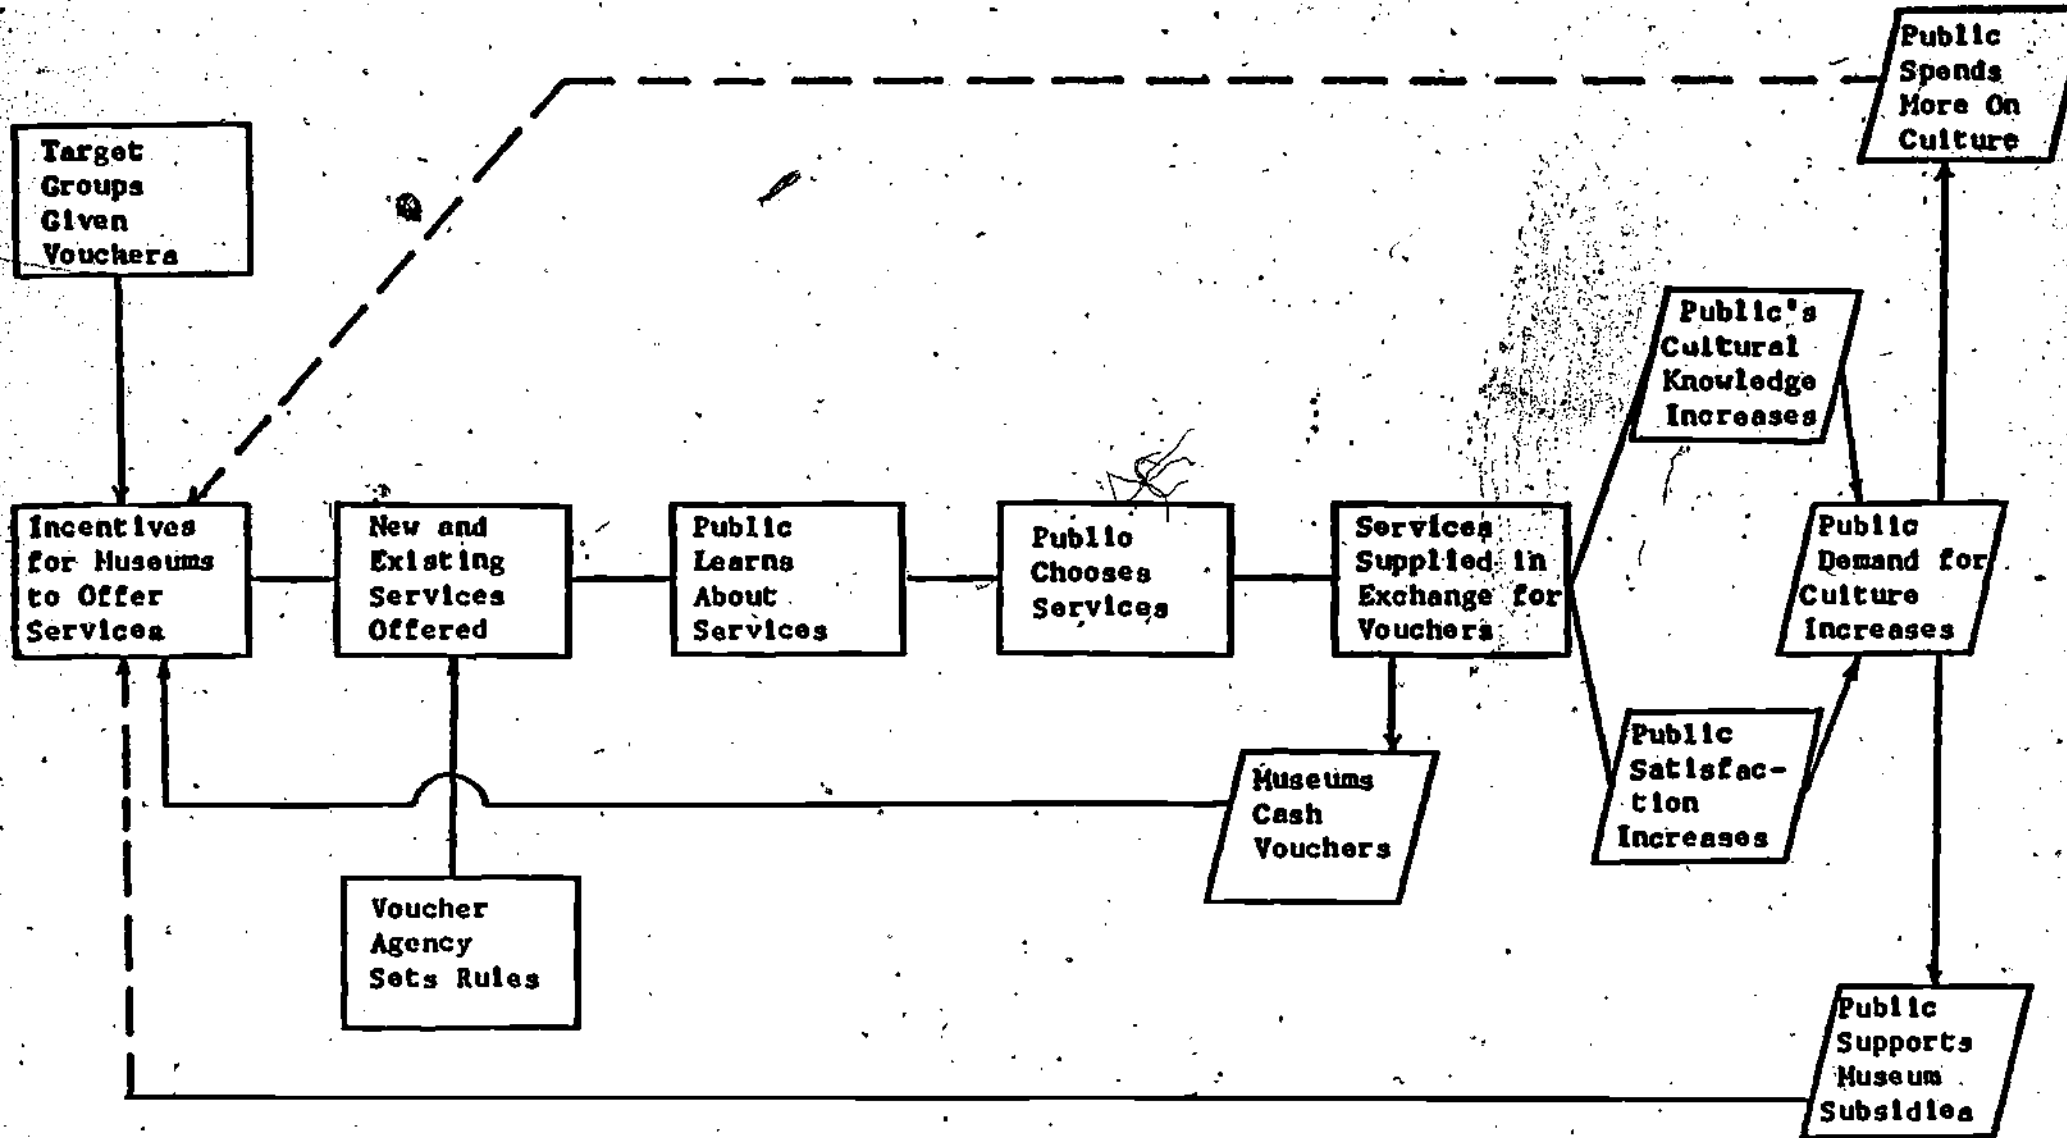 Public
Spends
More On
Culture
Target
Groups
Given
Vouchers
Public's
Cultural
Knowledge
Increases
Incentives
for Museums
to Offer
Services
New and
Existing
Services
Offered
Public
Learns
About
Services
Public
Chooses
Services
Services
Supplied in
Exchange for
Vouchers
Public
Demand for
Culture
Increases
Museums
Cash
Vouchers
Public
Satisfac-
tion
Increases
Voucher
Agency
Sets Rules
Public
Supports
Museum
Subsidies